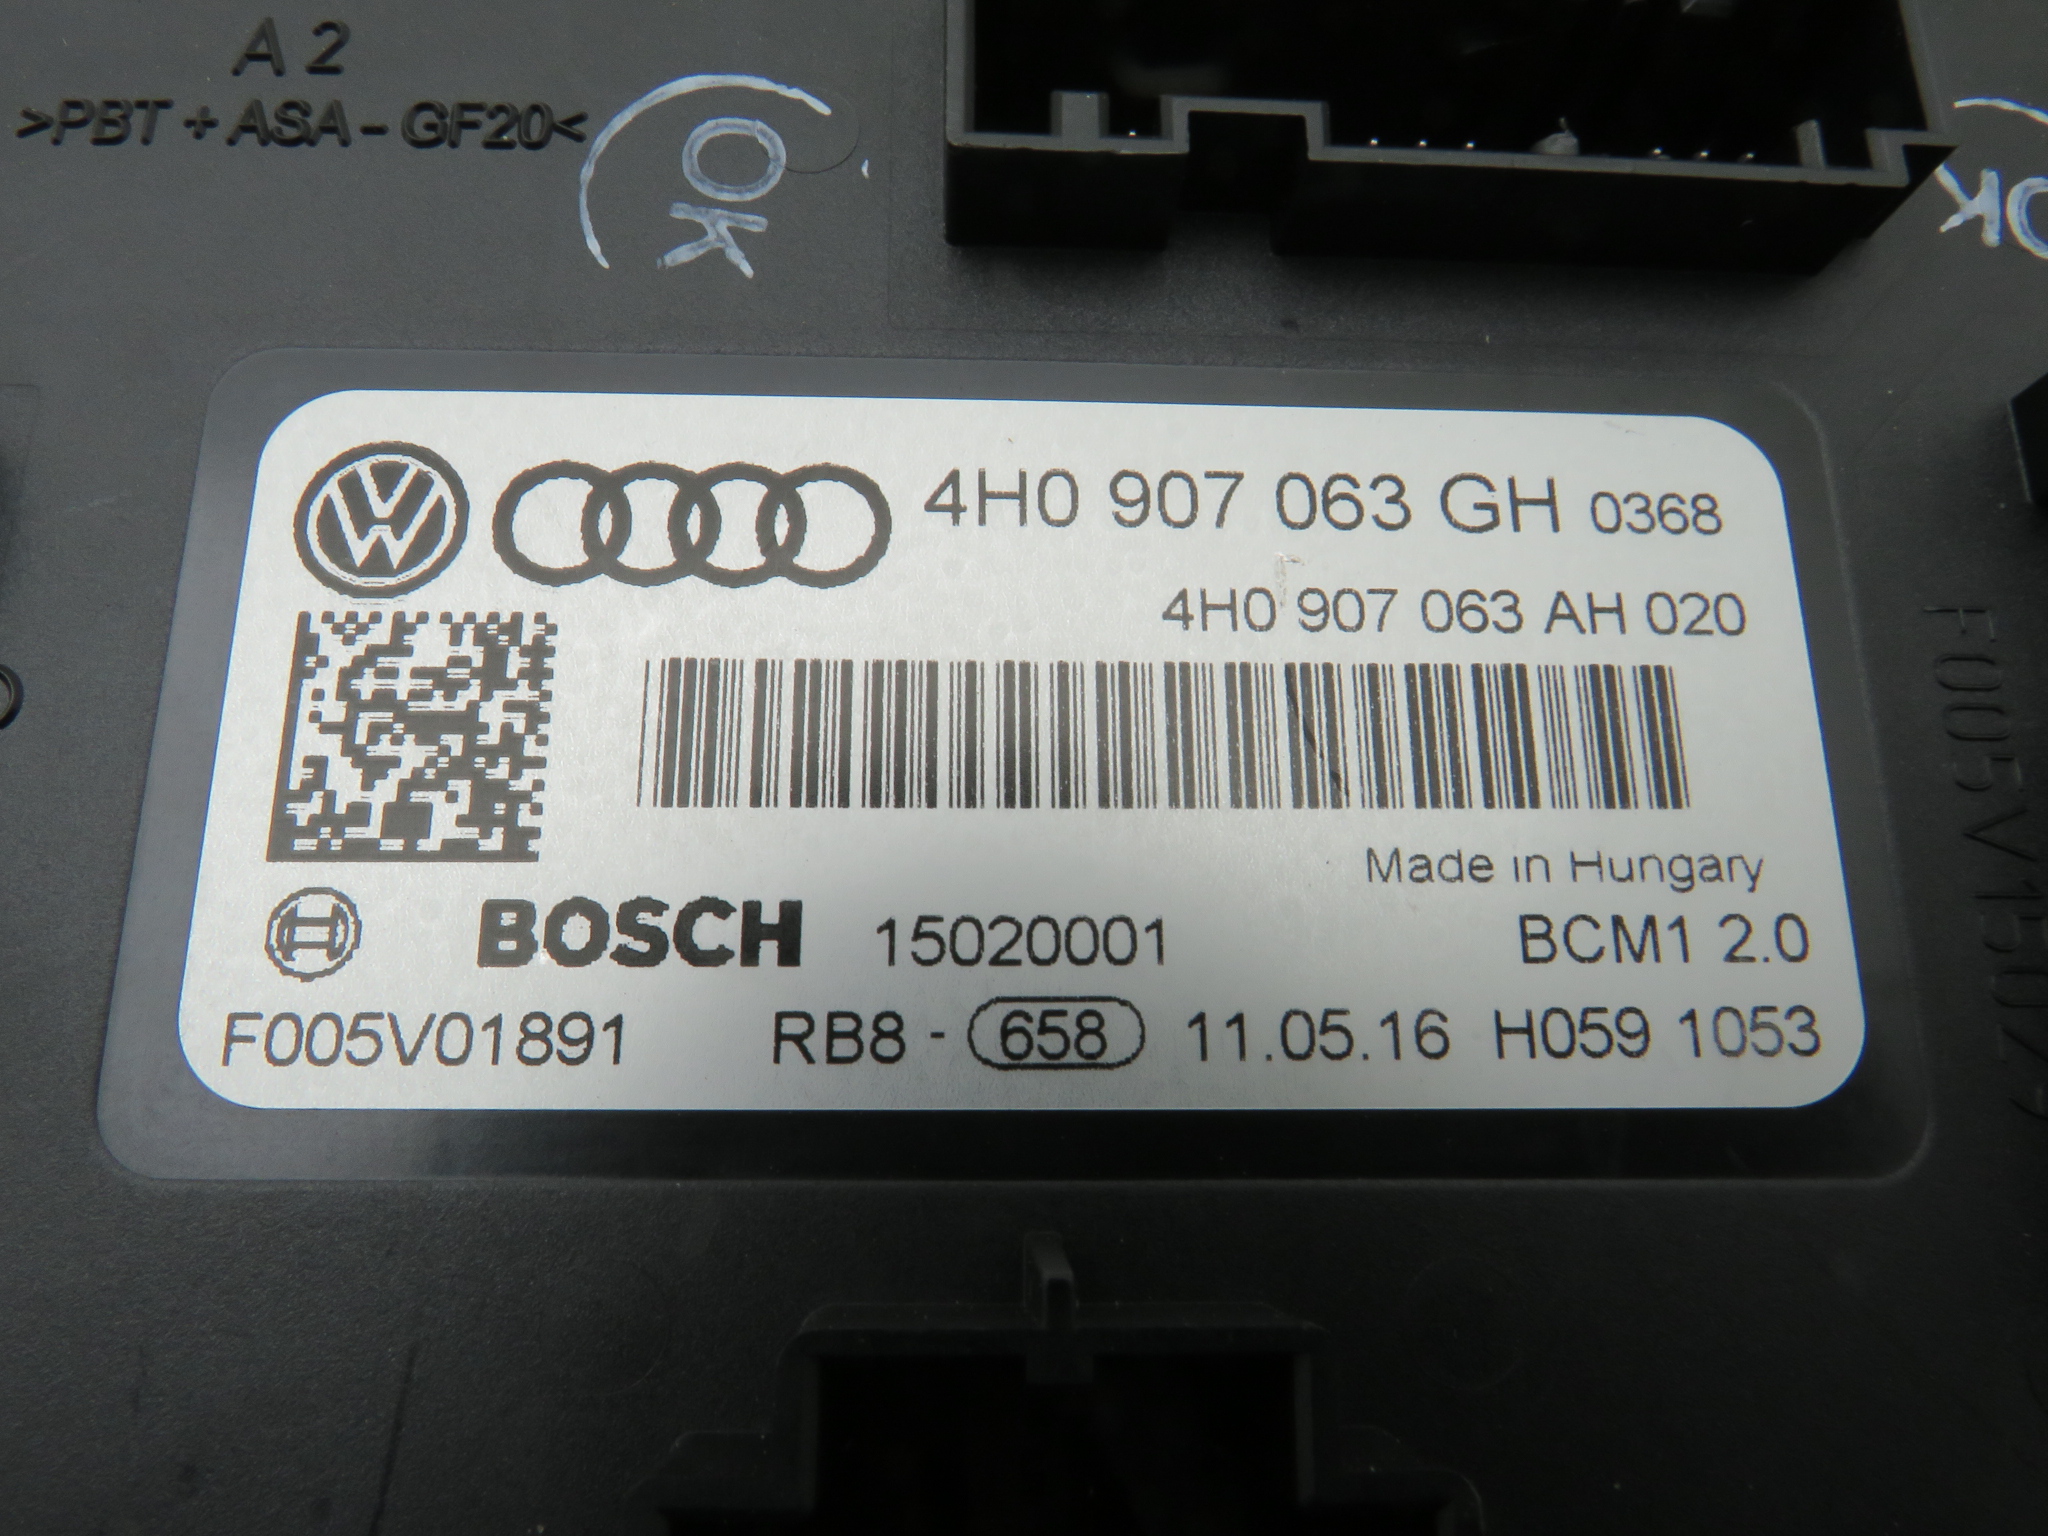 A 2
>PBT + ASA - GF20<
OK
OK
4H0 907 063 GH 0368
4H0 907 063 AH 020
Made in Hungary
BOSCH 15020001 BCM1 2.0
F005V01891 RB8 - 658 11.05.16 H059 1053